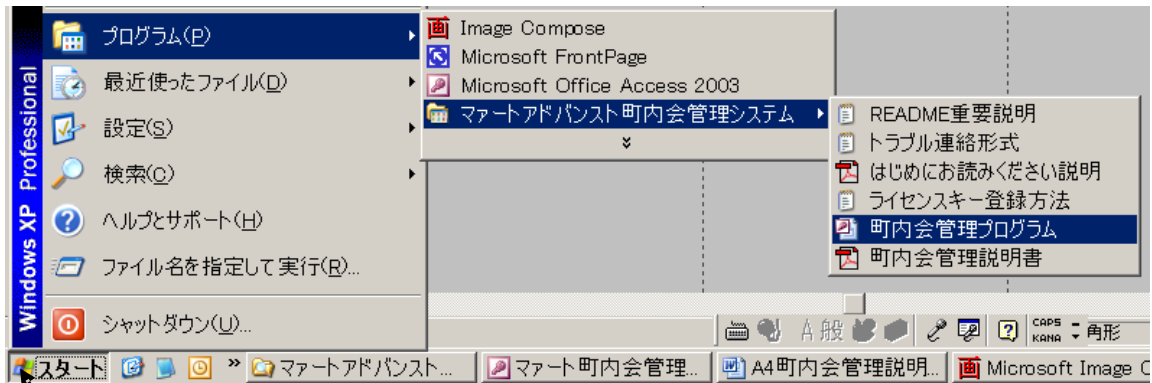 Windows XP Professional
プログラム(P)
最近使ったファイル(D)
設定(S)
検索(C)
ヘルプとサポート(H)
ファイル名を指定して実行(R)...
シャットダウン(U)...
Image Compose
Microsoft FrontPage
Microsoft Office Access 2003
マァートアドバンスト町内会管理システム
README重要説明
トラブル連絡形式
はじめにお読みください説明
ライセンスキー登録方法
町内会管理プログラム
町内会管理説明書
A 般 CAPS KANA 角形
スタート » マァートアドバンスト... マァート町内会管理... A4町内会管理説明... Microsoft Image C